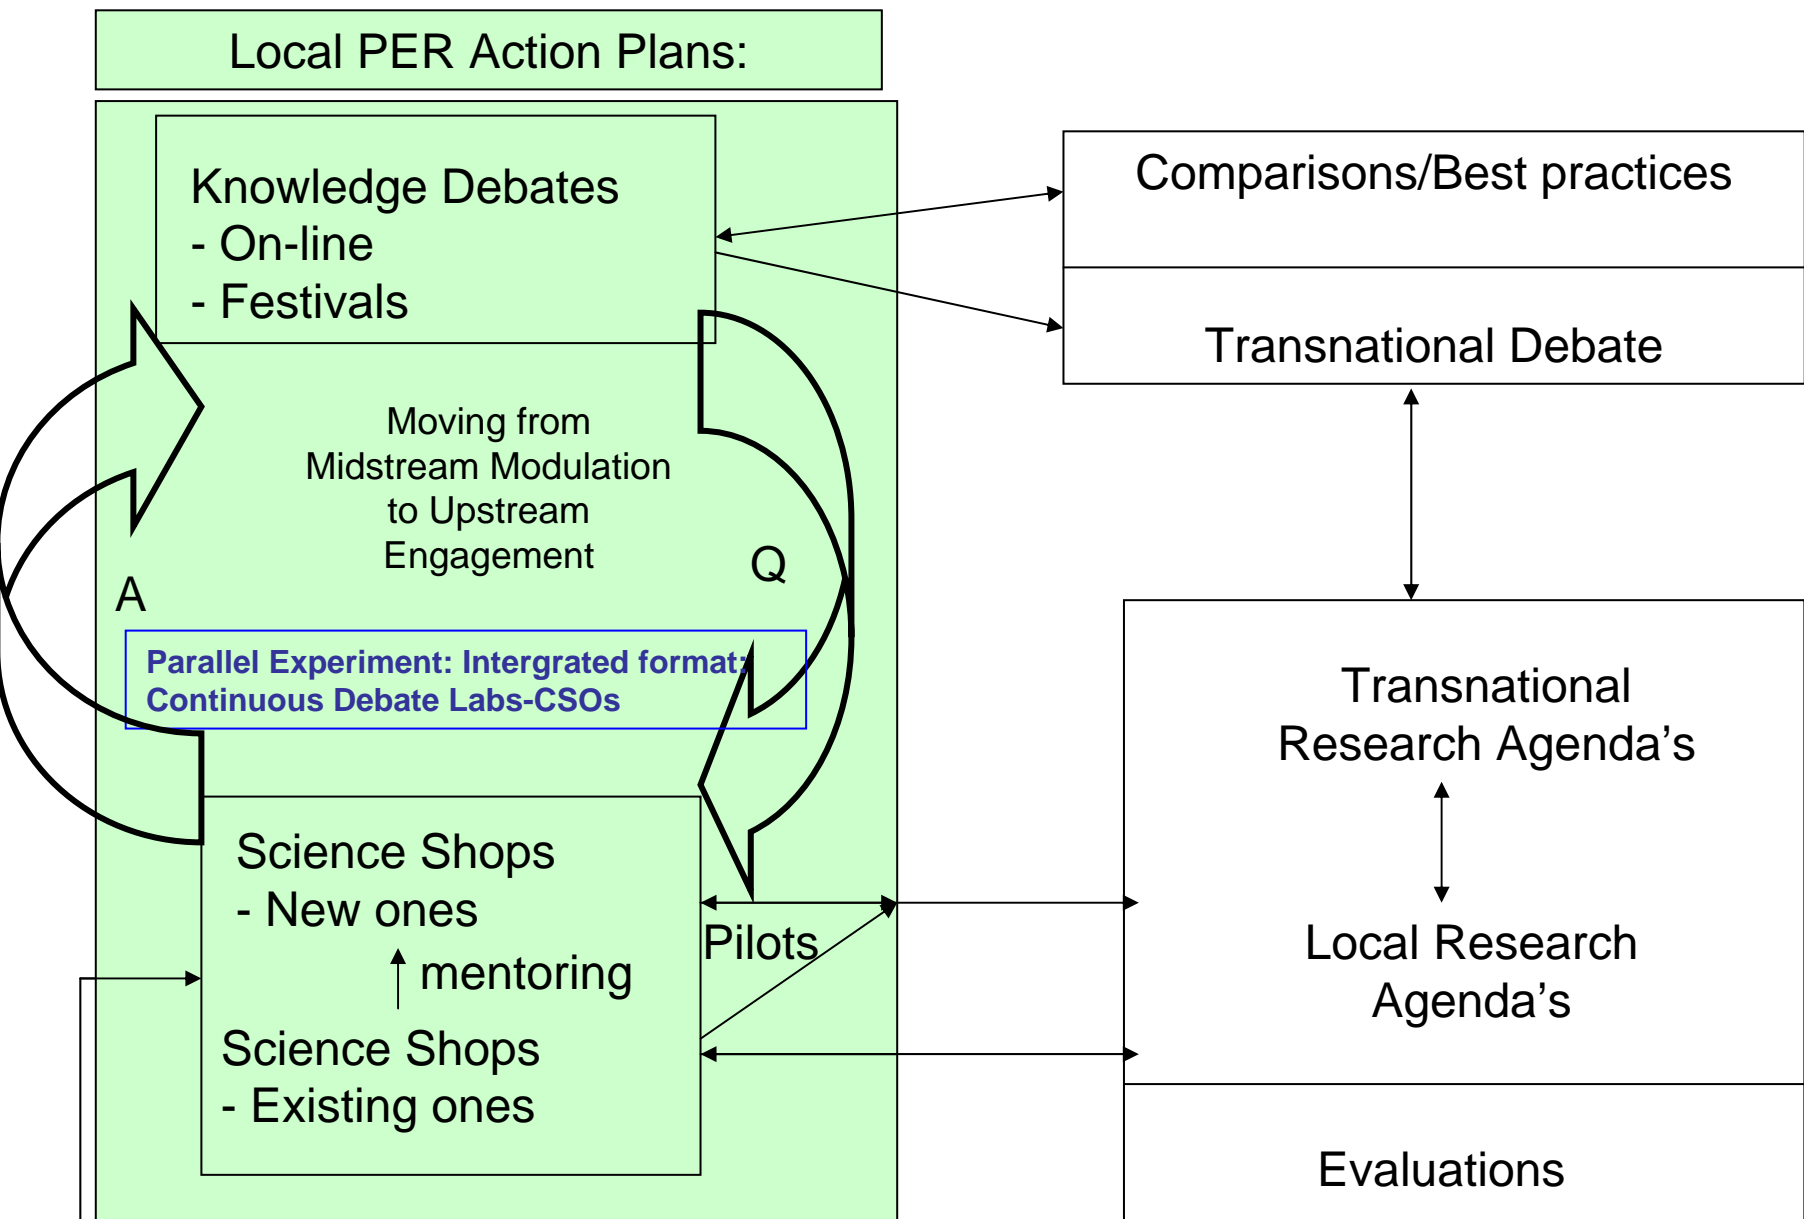 Local PER Action Plans:
Knowledge Debates
- On-line
- Festivals
Comparisons/Best practices
Transnational Debate
Moving from
Midstream Modulation
to Upstream
Engagement
Q
A
Parallel Experiment: Intergrated format:
Continuous Debate Labs-CSOs
Transnational
Research Agenda’s
Local Research
Agenda’s
Science Shops
- New ones
mentoring
Pilots
Science Shops
- Existing ones
Evaluations